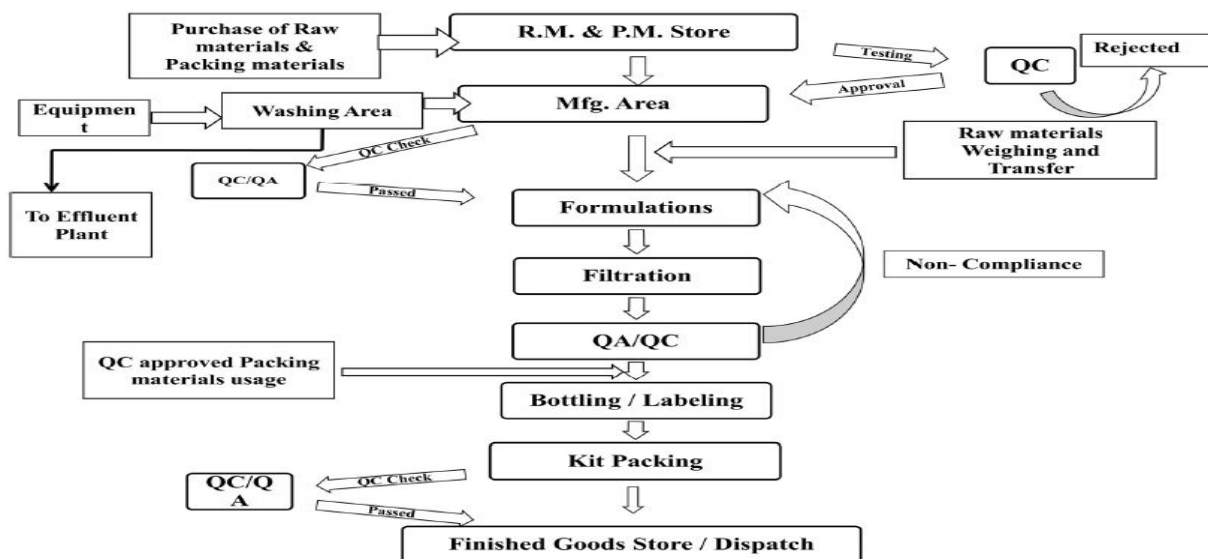 Purchase of Raw
materials &
Packing materials
R.M. & P.M. Store
Testing
QC
Rejected
Approval
Equipmen
t
Washing Area
Mfg. Area
QC Check
Raw materials
Weighing and
Transfer
QC/QA
Passed
To Effluent
Plant
Formulations
Filtration
Non- Compliance
QA/QC
QC approved Packing
materials usage
Bottling / Labeling
Kit Packing
QC Check
QC/Q
A
Passed
Finished Goods Store / Dispatch